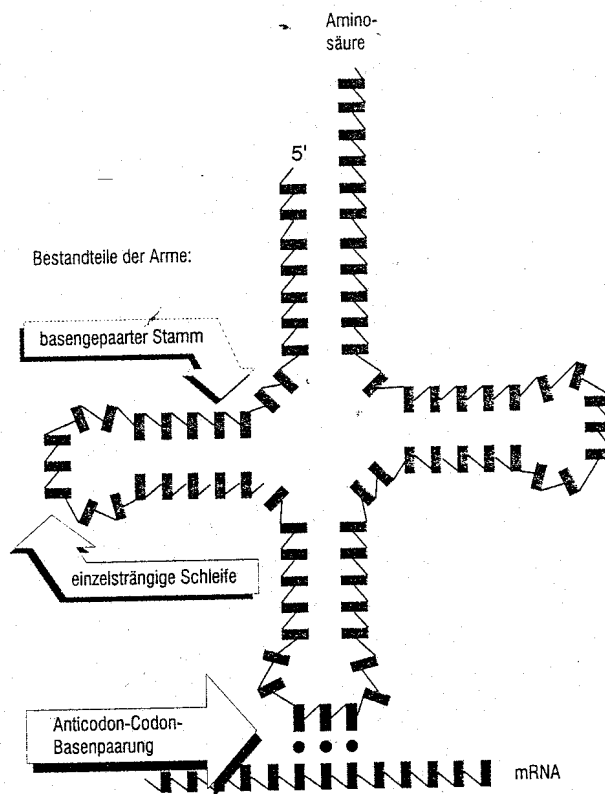 Amino-
säure
5'
Bestandteile der Arme:
basengepaarter Stamm
einzelsträngige Schleife
Anticodon-Codon-
Basenpaarung
mRNA